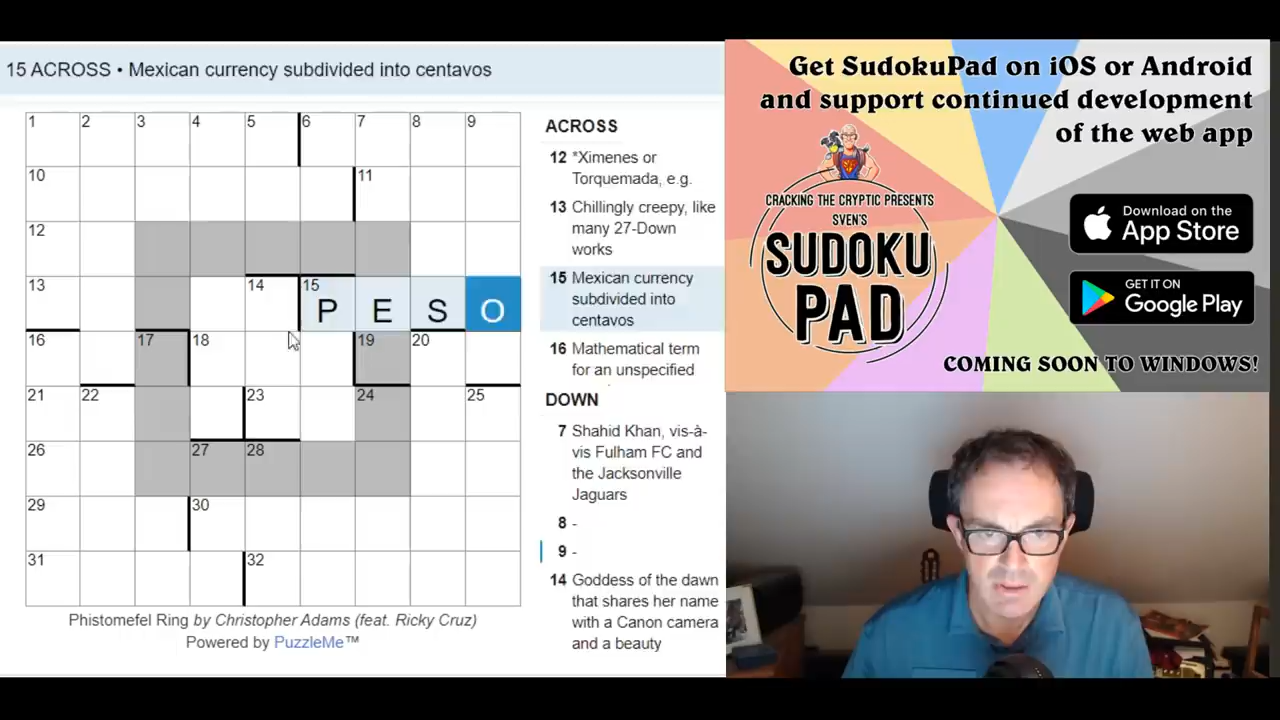 15 ACROSS • Mexican currency subdivided into centavos
1 2 3 4 5 6 7 8 9
10 11
12
13 14 15 P E S O
16 17 18 19 20
21 22 23 24 25
26 27 28
29 30
31 32
Phistomefel Ring by Christopher Adams (feat. Ricky Cruz)
Powered by PuzzleMe™
ACROSS
12 *Ximenes or
Torquemada, e.g.
13 Chillingly creepy, like
many 27-Down
works
15 Mexican currency
subdivided into
centavos
16 Mathematical term
for an unspecified
DOWN
7 Shahid Khan, vis-à-
vis Fulham FC and
the Jacksonville
Jaguars
8 -
9 -
14 Goddess of the dawn
that shares her name
with a Canon camera
and a beauty
Get SudokuPad on iOS or Android
and support continued development
of the web app
CRACKING THE CRYPTIC PRESENTS
SVEN'S
SUDOKU
PAD
Download on the
App Store
GET IT ON
Google Play
COMING SOON TO WINDOWS!